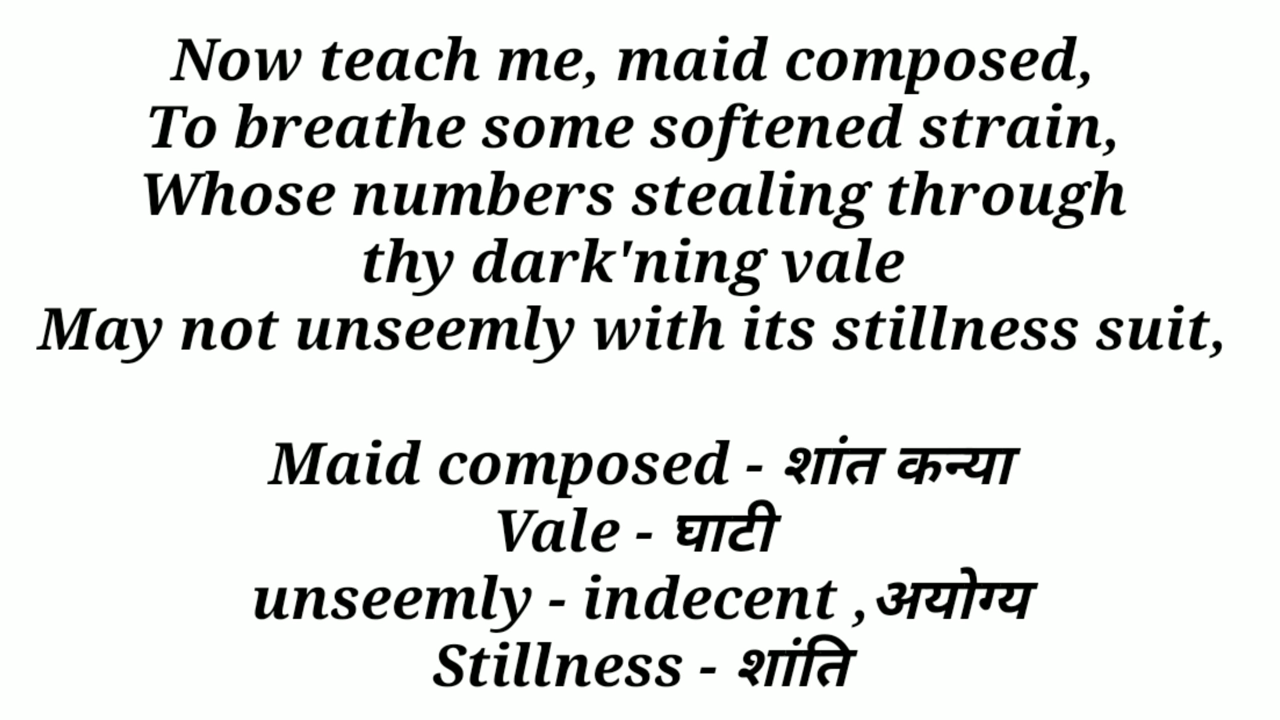 Now teach me, maid composed,
To breathe some softened strain,
Whose numbers stealing through
thy dark'ning vale
May not unseemly with its stillness suit,
Maid composed - शांत कन्या
Vale - घाटी
unseemly - indecent ,अयोग्य
Stillness - शांति